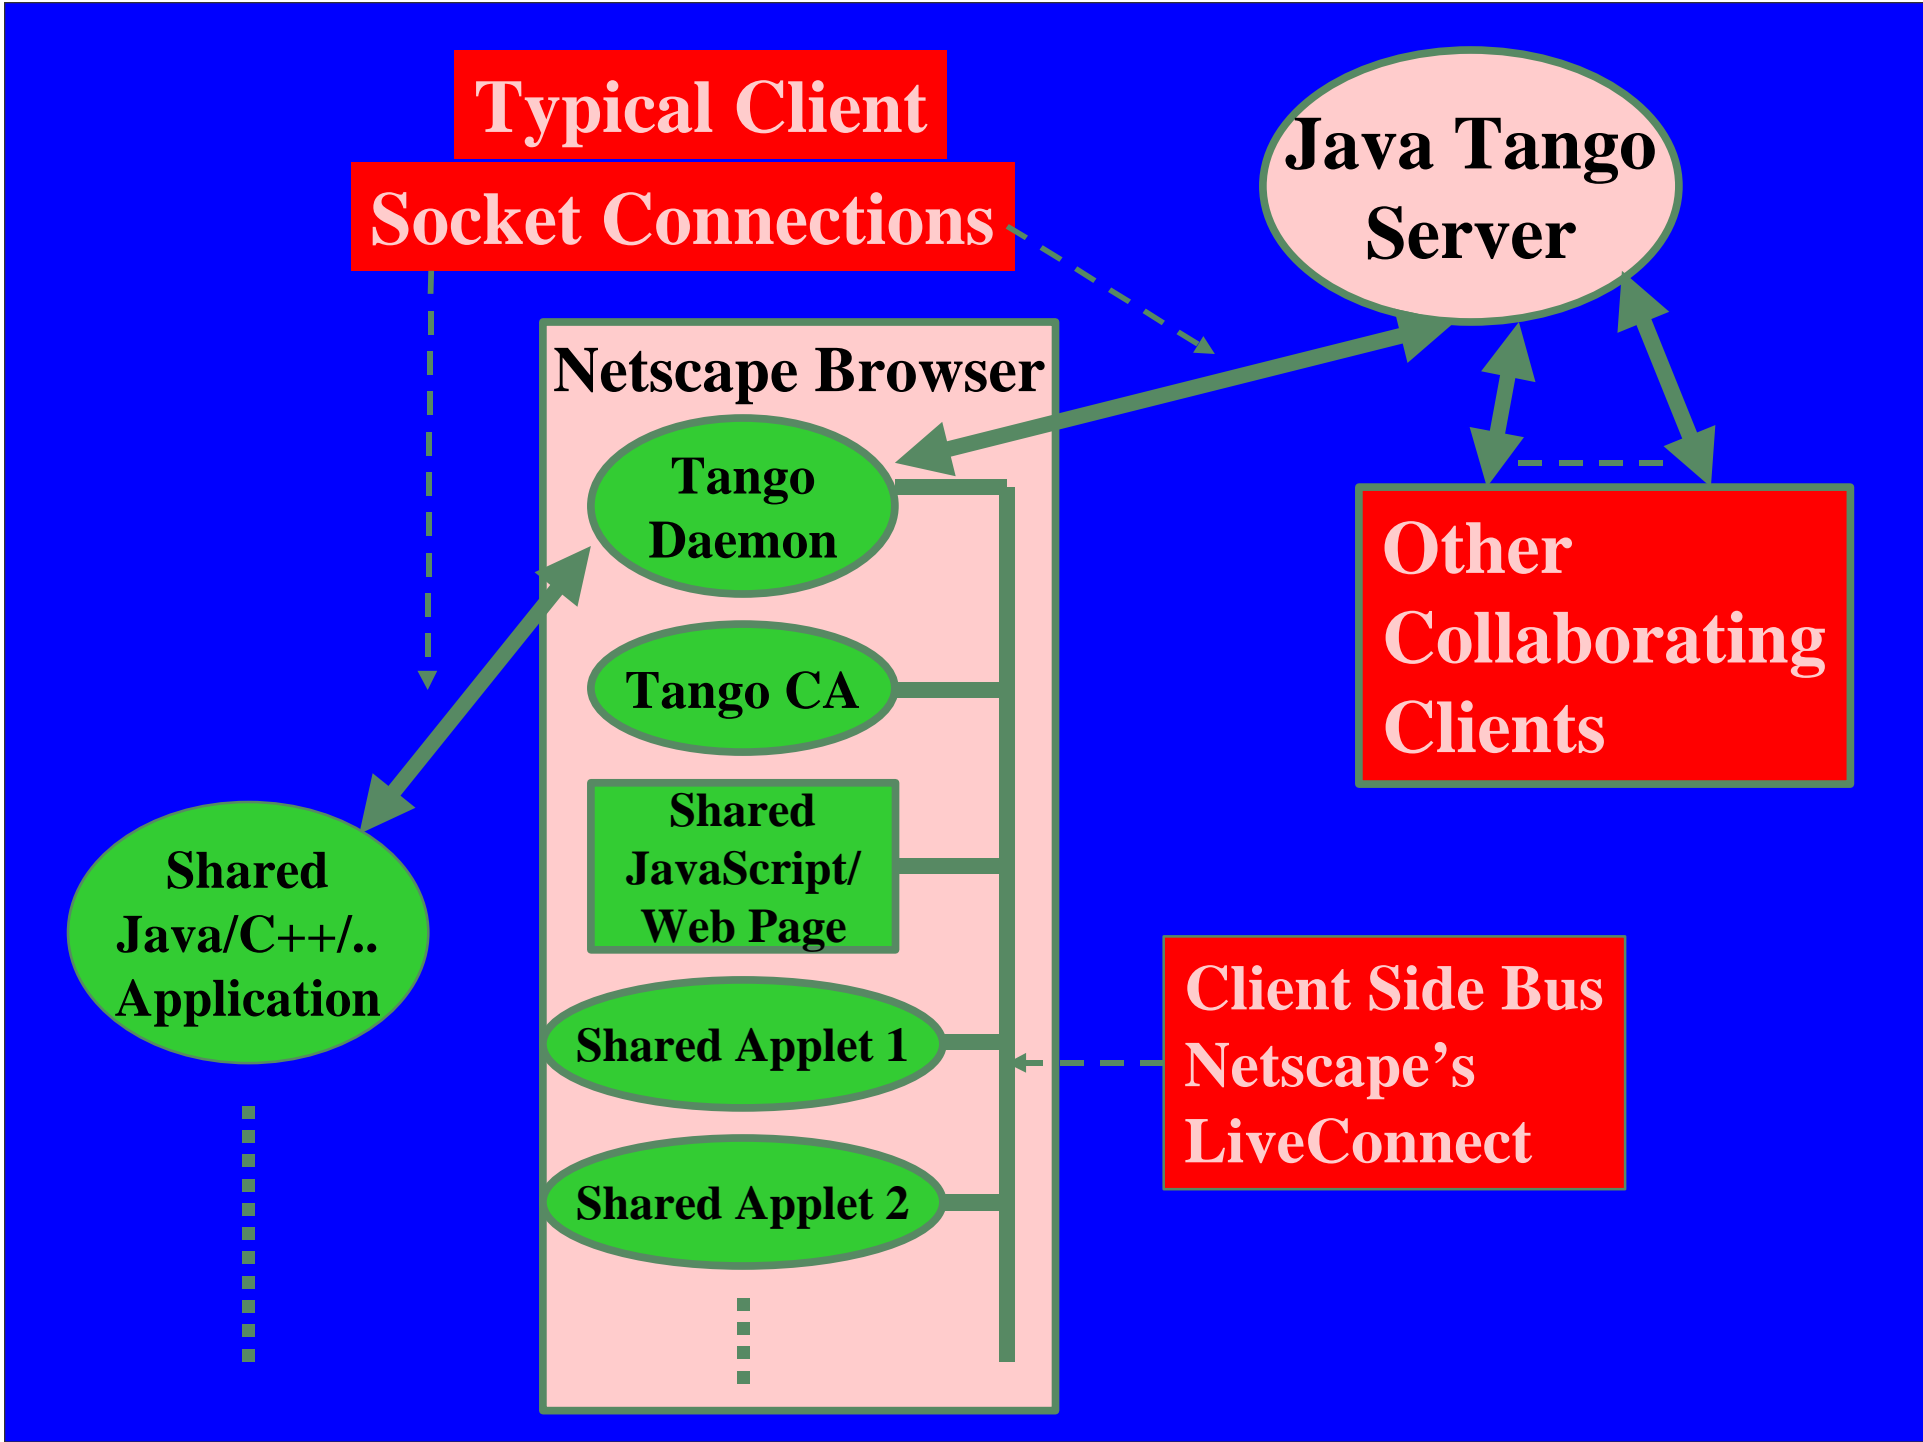 Typical Client
Socket Connections
Java Tango
Server
Netscape Browser
Tango
Daemon
Tango CA
Shared
JavaScript/
Web Page
Shared Applet 1
Shared Applet 2
Other
Collaborating
Clients
Shared
Java/C++/..
Application
Client Side Bus
Netscape’s
LiveConnect